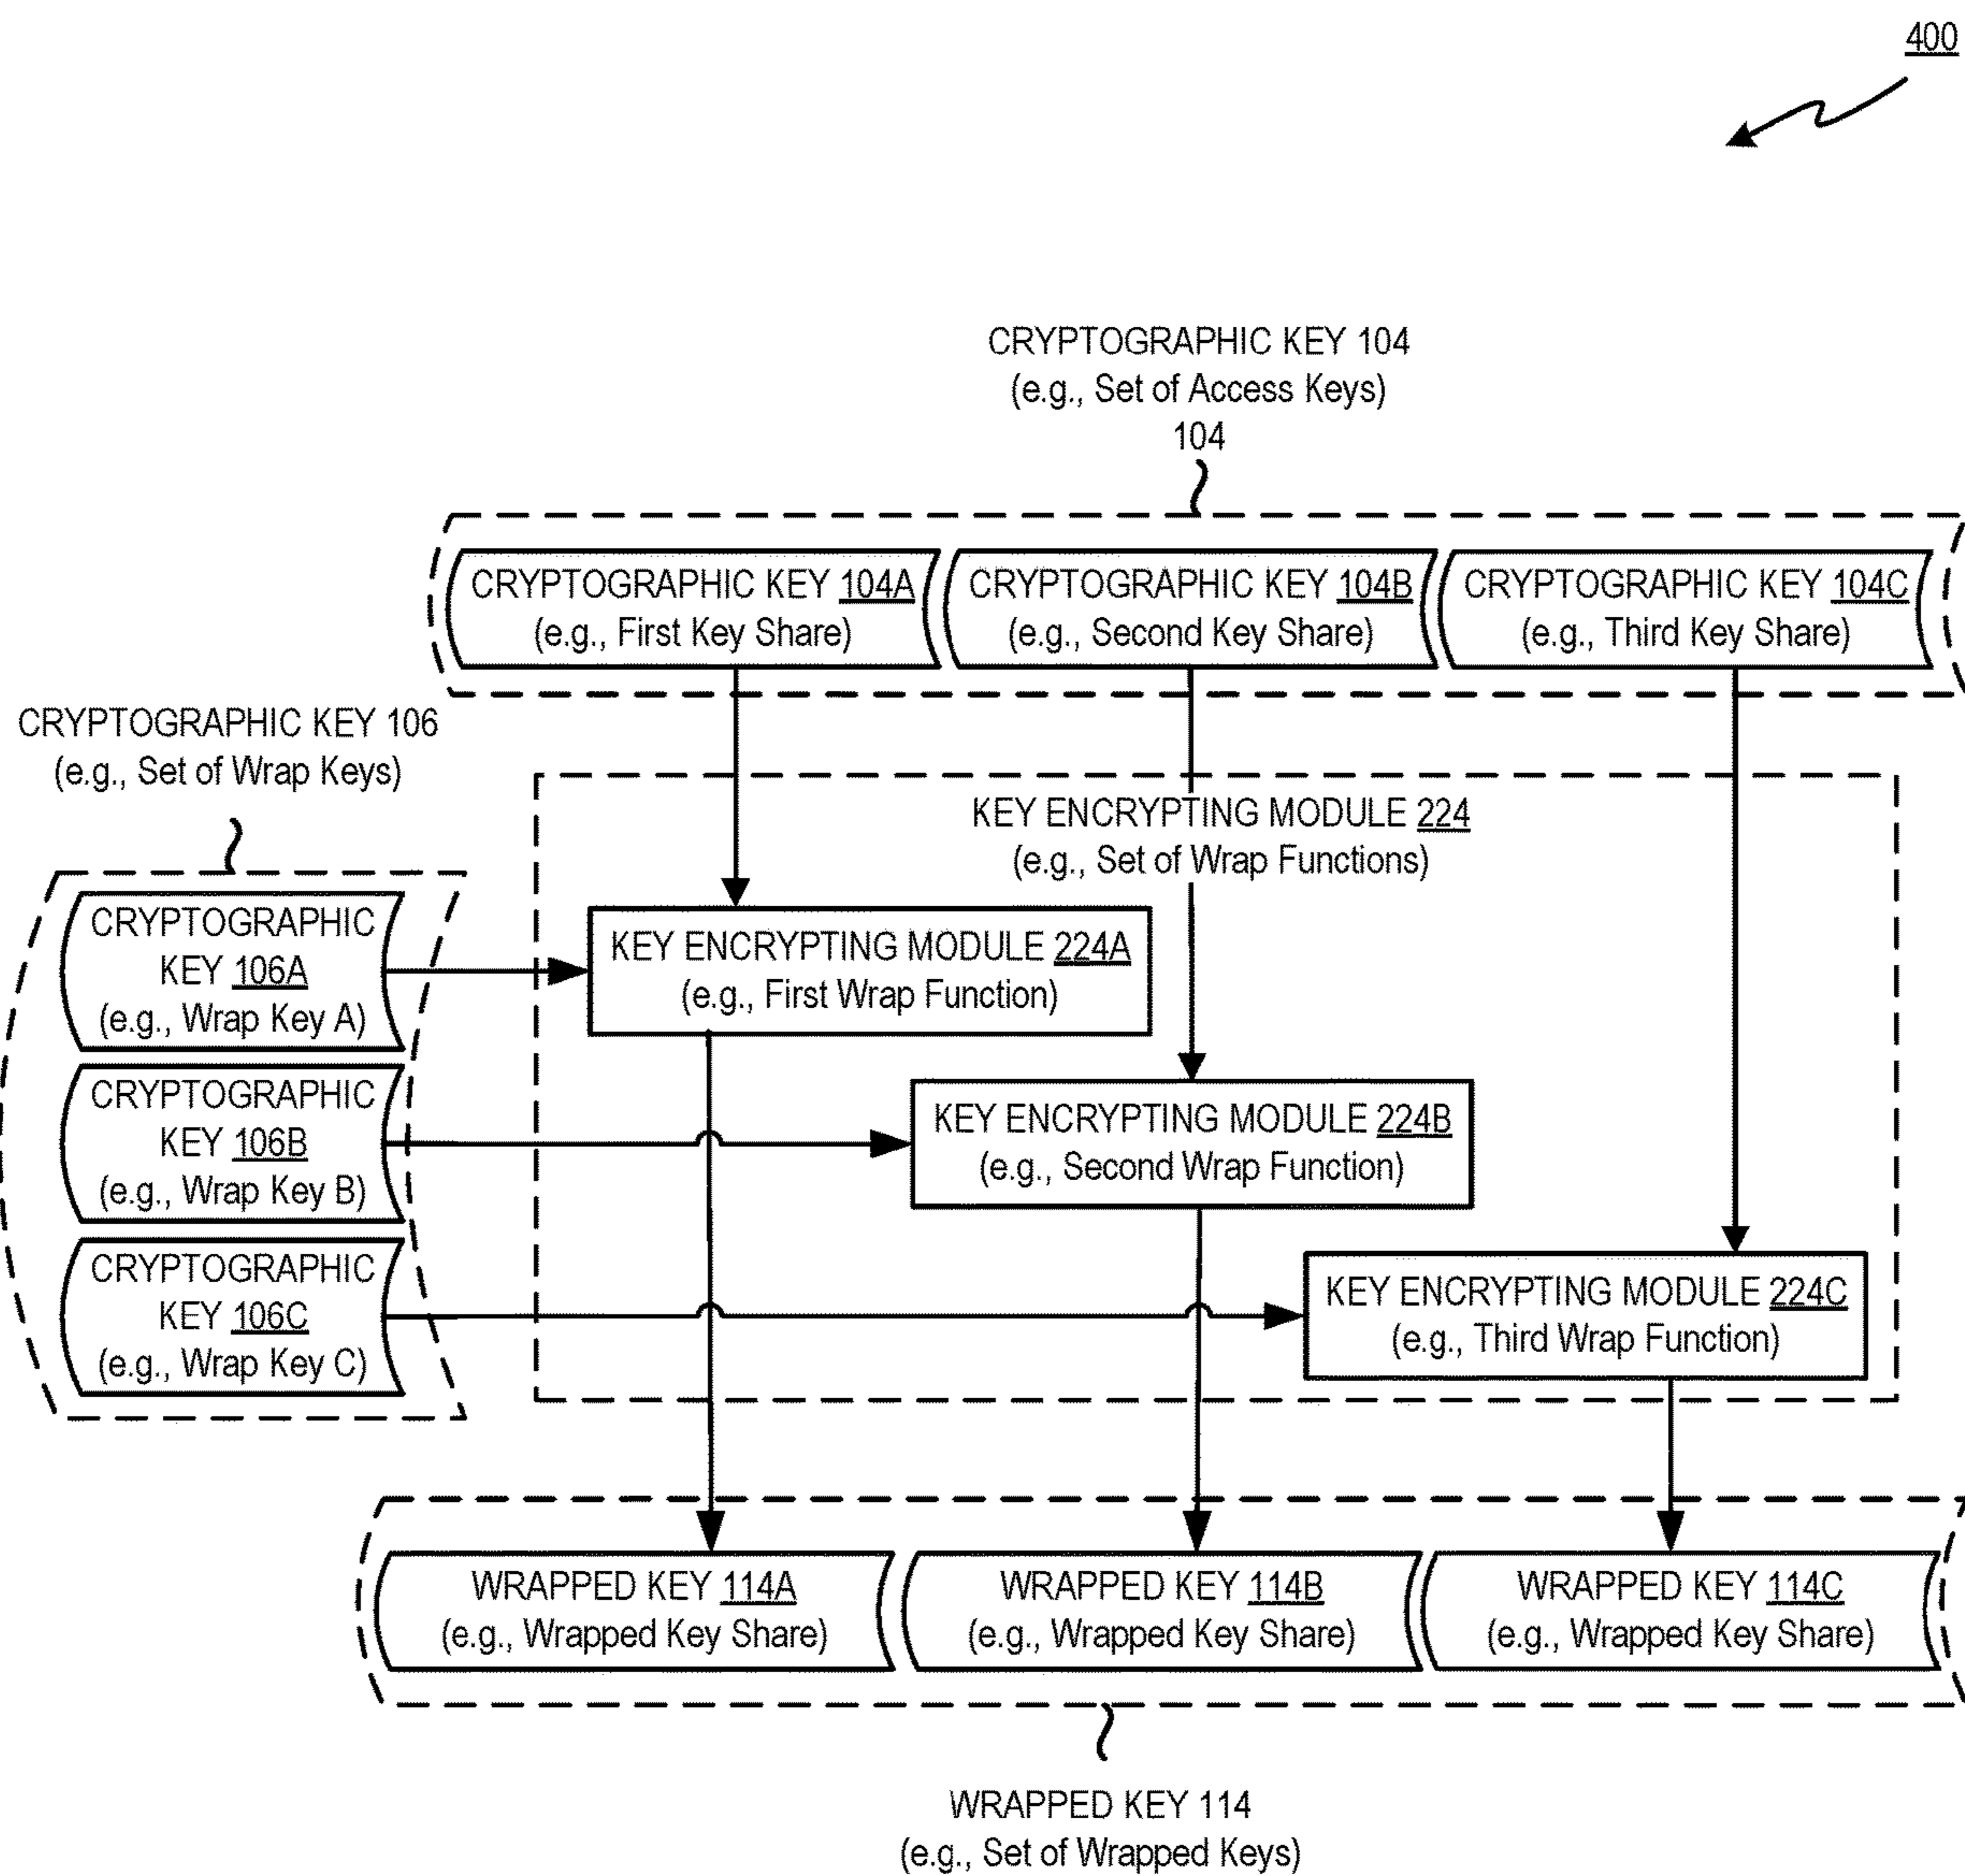 400
CRYPTOGRAPHIC KEY 104
(e.g., Set of Access Keys)
104
CRYPTOGRAPHIC KEY 104A
(e.g., First Key Share)
CRYPTOGRAPHIC KEY 104B
(e.g., Second Key Share)
CRYPTOGRAPHIC KEY 104C
(e.g., Third Key Share)
CRYPTOGRAPHIC KEY 106
(e.g., Set of Wrap Keys)
KEY ENCRYPTING MODULE 224
(e.g., Set of Wrap Functions)
CRYPTOGRAPHIC
KEY 106A
(e.g., Wrap Key A)
KEY ENCRYPTING MODULE 224A
(e.g., First Wrap Function)
CRYPTOGRAPHIC
KEY 106B
(e.g., Wrap Key B)
KEY ENCRYPTING MODULE 224B
(e.g., Second Wrap Function)
CRYPTOGRAPHIC
KEY 106C
(e.g., Wrap Key C)
KEY ENCRYPTING MODULE 224C
(e.g., Third Wrap Function)
WRAPPED KEY 114A
(e.g., Wrapped Key Share)
WRAPPED KEY 114B
(e.g., Wrapped Key Share)
WRAPPED KEY 114C
(e.g., Wrapped Key Share)
WRAPPED KEY 114
(e.g., Set of Wrapped Keys)